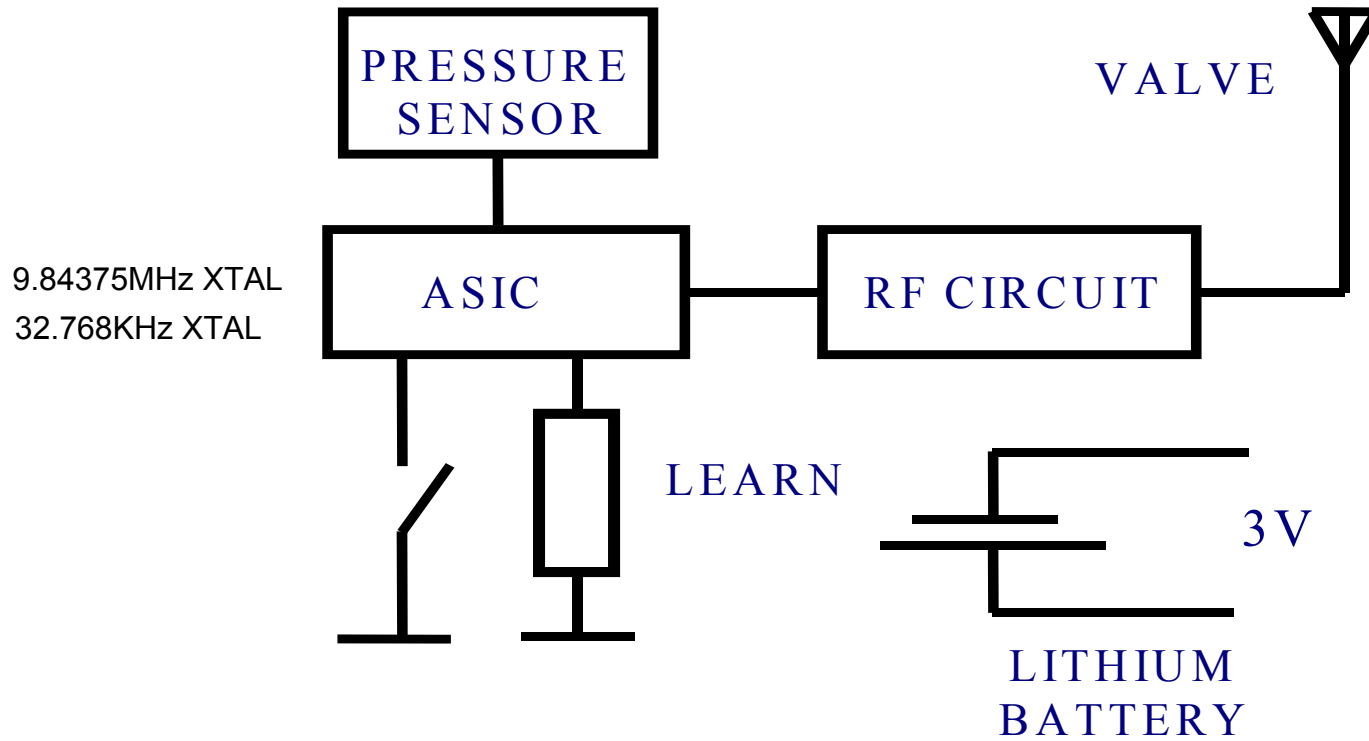 PRESSURE
SENSOR
VALVE
9.84375MHz XTAL
32.768KHz XTAL
ASIC
RF CIRCUIT
LEARN
3V
LITHIUM
BATTERY